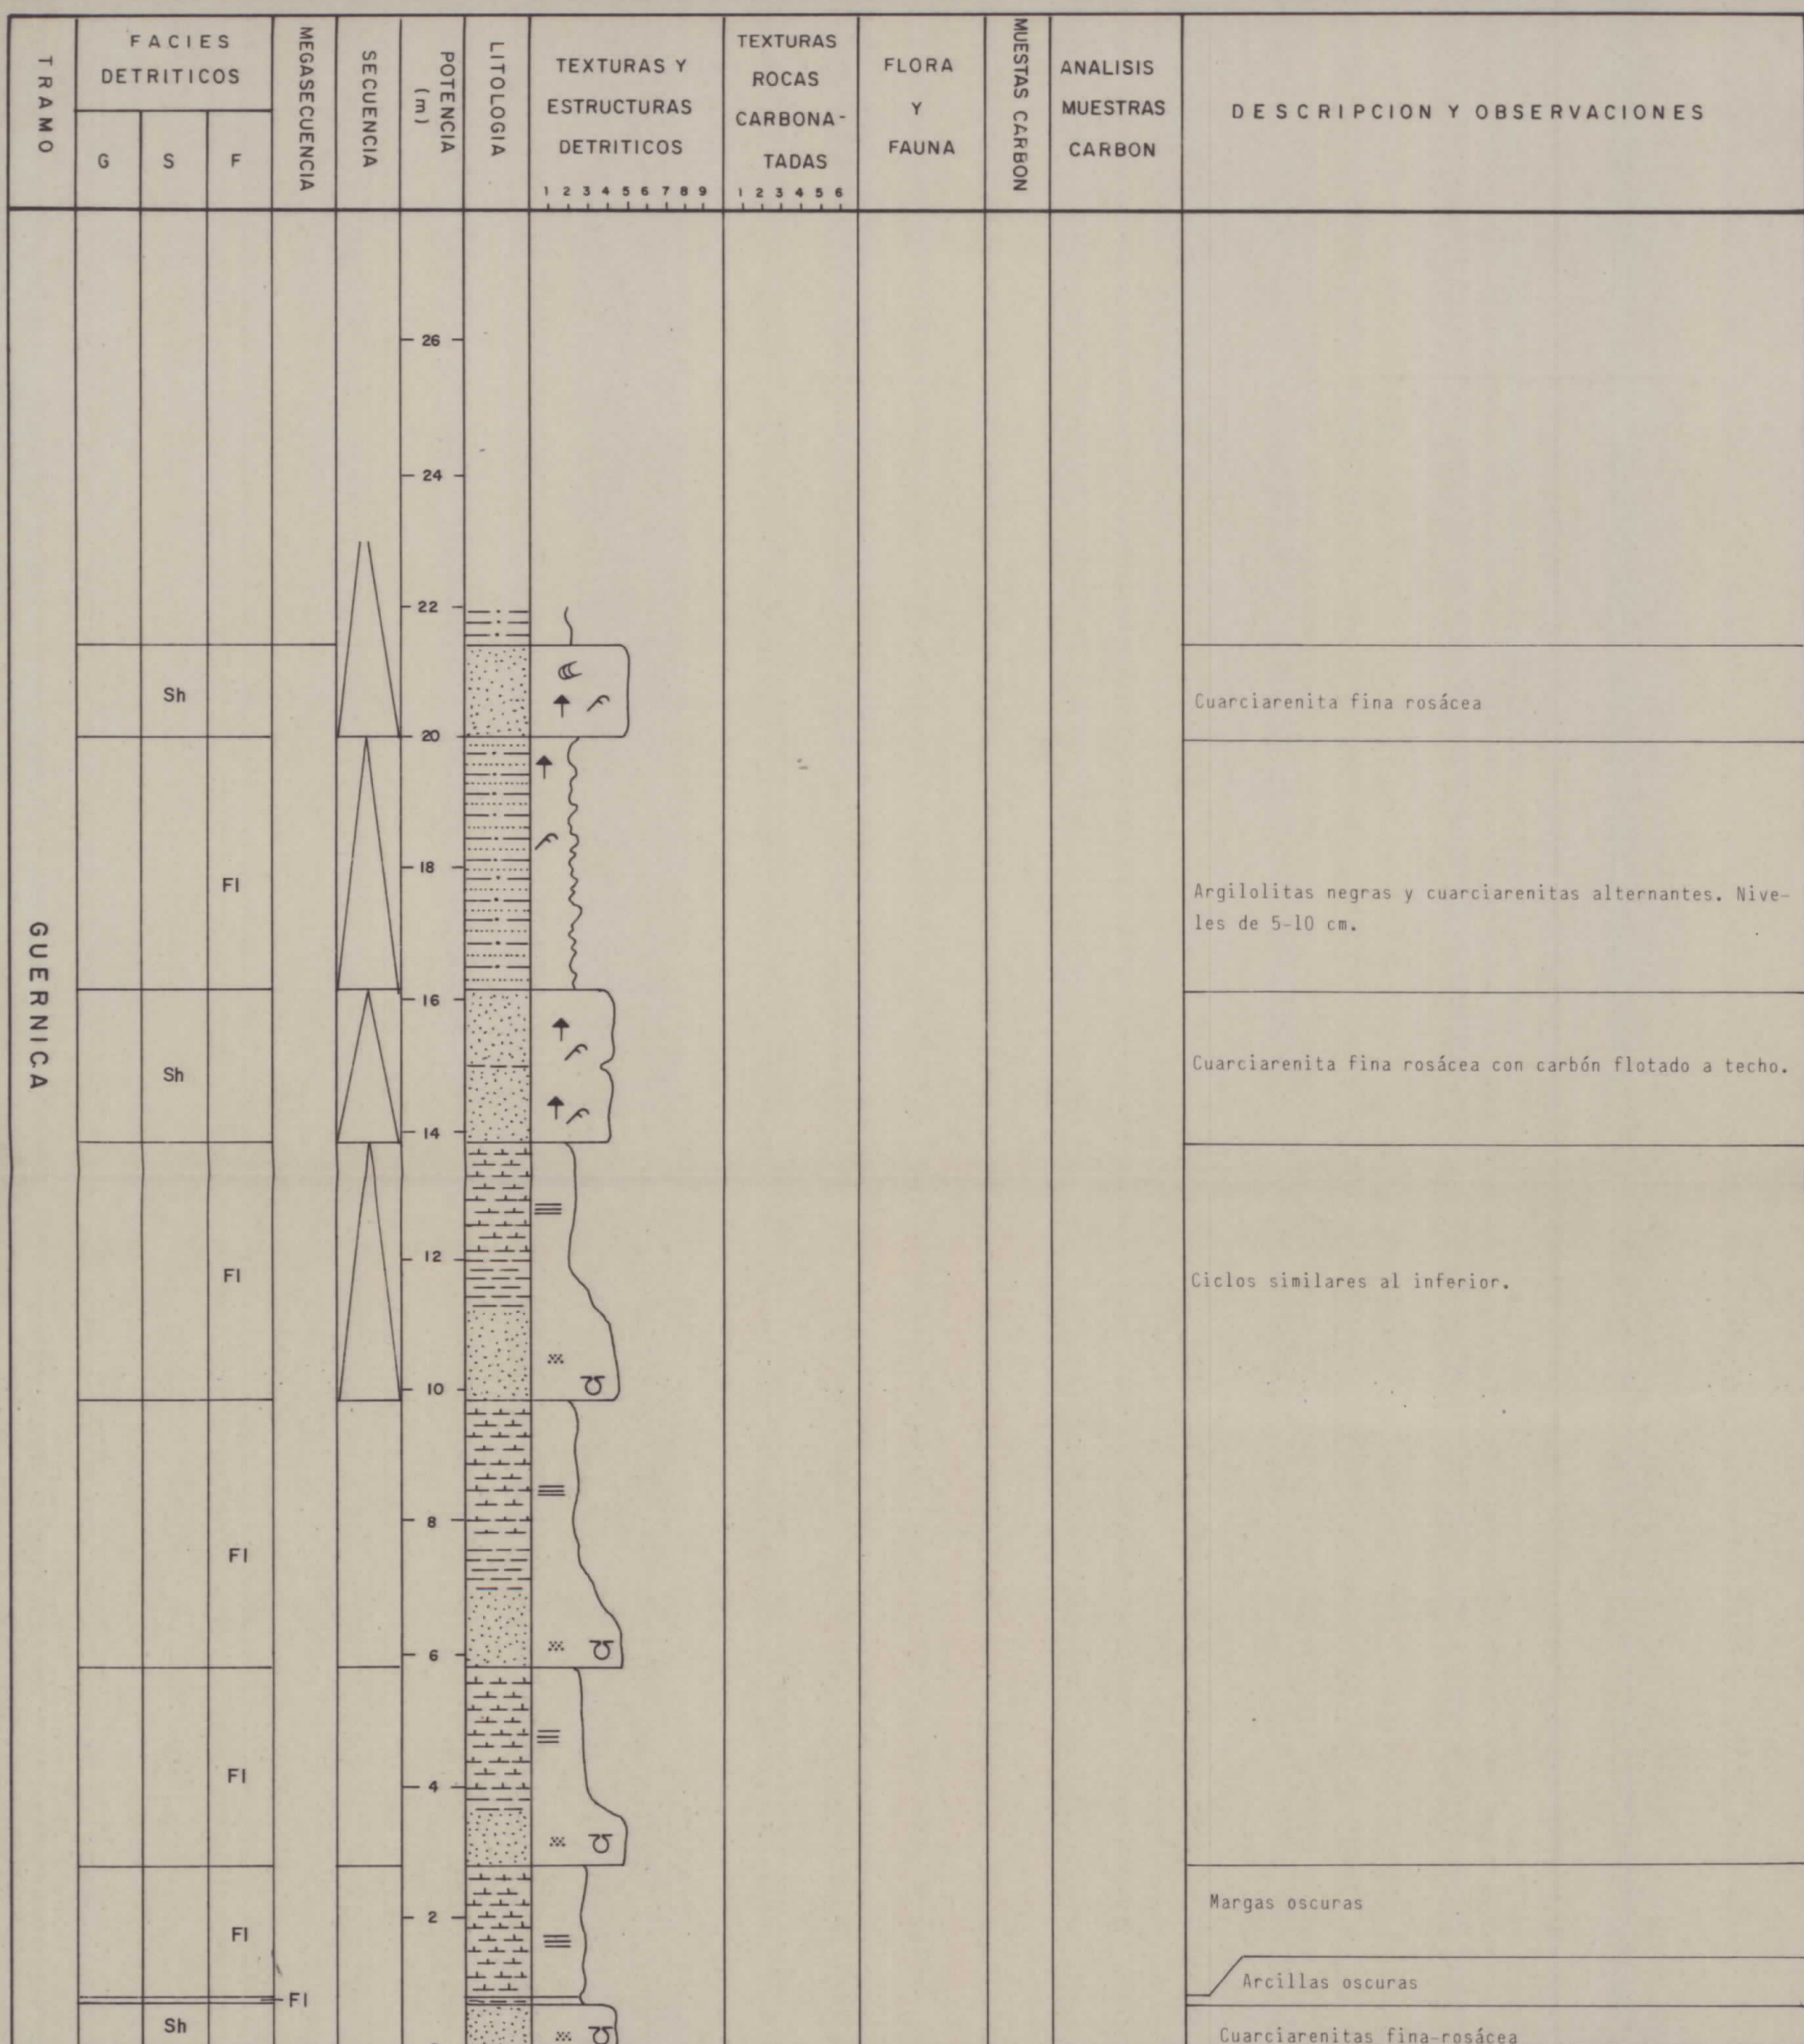 TRAMO
FACIES
DETRITICOS
G S F
MEGASECUENCIA
SECUENCIA
POTENCIA
(m)
LITOLOGIA
TEXTURAS Y
ESTRUCTURAS
DETRITICOS
1 2 3 4 5 6 7 8 9
TEXTURAS
ROCAS
CARBONA-
TADAS
1 2 3 4 5 6
FLORA
Y
FAUNA
MUESTAS CARBON
ANALISIS
MUESTRAS
CARBON
DESCRIPCION Y OBSERVACIONES
GUERNICA
26
24
22
Sh
Cuarciarenita fina rosácea
20
18
Fl
Argilolitas negras y cuarciarenitas alternantes. Nive-
les de 5-10 cm.
16
Sh
Cuarciarenita fina rosácea con carbón flotado a techo.
14
12
Fl
Ciclos similares al inferior.
10
8
Fl
6
Fl
4
Margas oscuras
2
Fl
Arcillas oscuras
Fl
Sh
Cuarciarenitas fina-rosácea